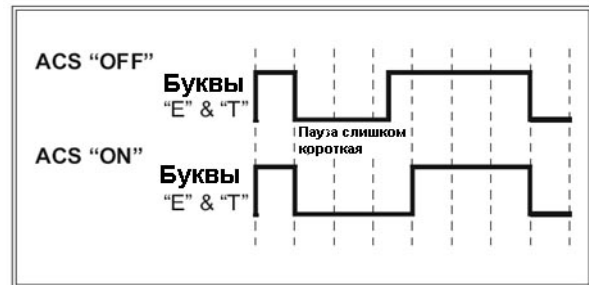 ACS “OFF”
Буквы
“E” & “T”
Пауза слишком
короткая
ACS “ON”
Буквы
“E” & “T”